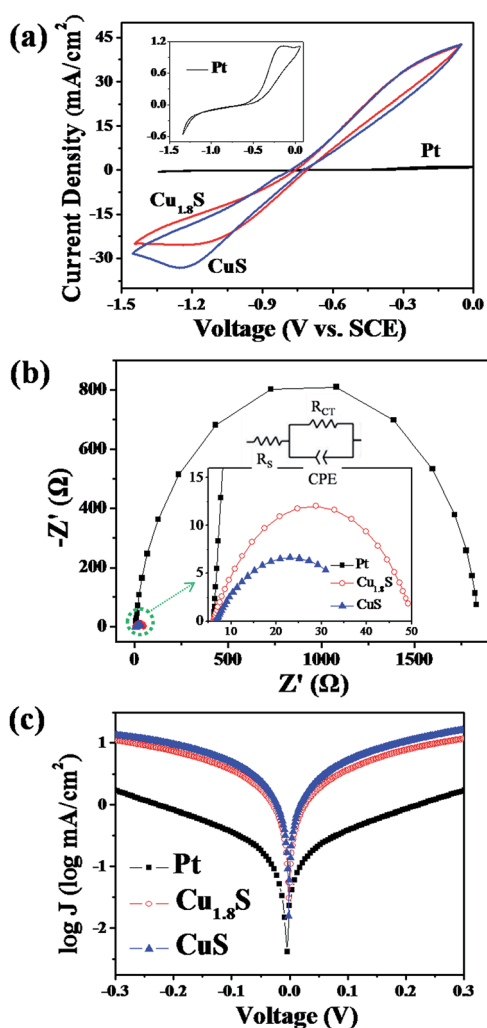 (a)
Current Density (mA/cm²)
45
30
15
0
-15
-30
-1.5 -1.2 -0.9 -0.6 -0.3 0.0
Voltage (V vs. SCE)
1.2
0.6
0.0
-0.6
-1.5 -1.0 -0.5 0.0
Pt
Pt
Cu1.8S
CuS
(b)
-Z' (Ω)
800
600
400
200
0
0 500 1000 1500
Z' (Ω)
RCT
RS
CPE
15
12
9
6
3
0
10 20 30 40 50
Pt
Cu1.8S
CuS
(c)
log J (log mA/cm²)
1
0
-1
-2
-0.3 -0.2 -0.1 0.0 0.1 0.2 0.3
Voltage (V)
Pt
Cu1.8S
CuS